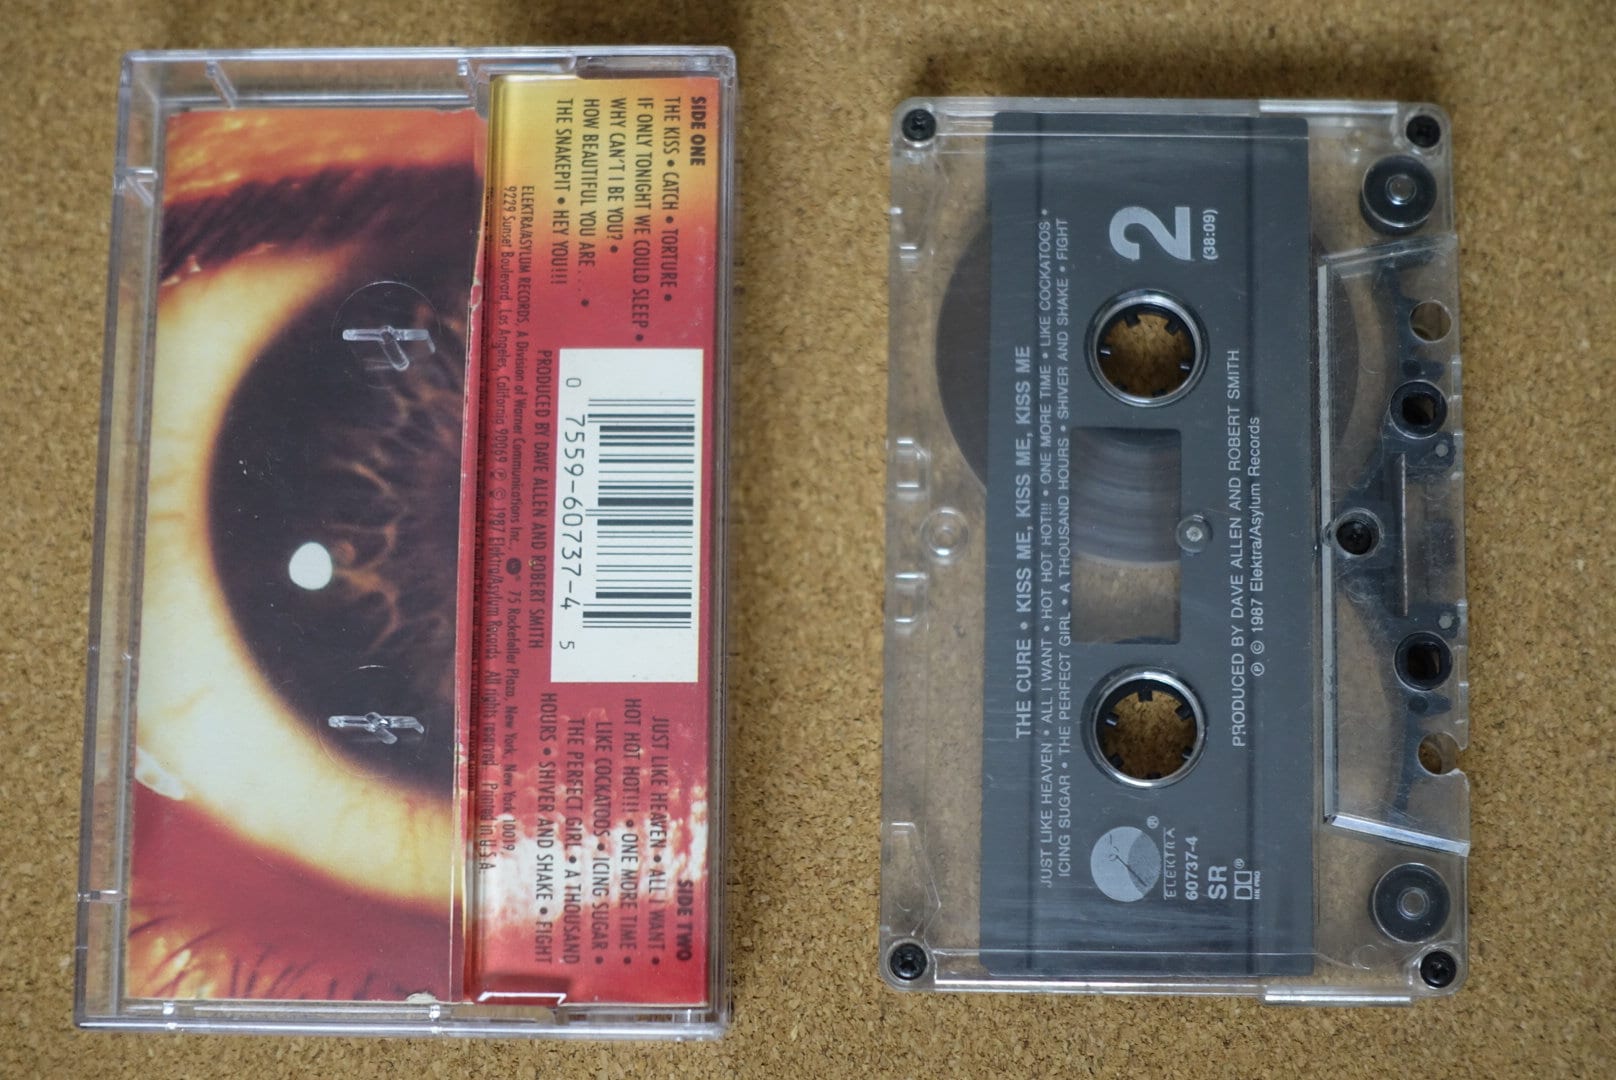 SIDE ONE
THE KISS • CATCH • TORTURE •
IF ONLY TONIGHT WE COULD SLEEP •
WHY CAN'T I BE YOU? •
HOW BEAUTIFUL YOU ARE . . . •
THE SNAKEPIT • HEY YOU!!!
0 7559-60737-4 5
SIDE TWO
JUST LIKE HEAVEN • ALL I WANT •
HOT HOT HOT!!! • ONE MORE TIME •
LIKE COCKATOOS • ICING SUGAR •
THE PERFECT GIRL • A THOUSAND
HOURS • SHIVER AND SHAKE • FIGHT
PRODUCED BY DAVE ALLEN AND ROBERT SMITH
ELEKTRA/ASYLUM RECORDS, A Division of Warner Communications Inc., ® 75 Rockefeller Plaza, New York, New York 10019
9229 Sunset Boulevard, Los Angeles, California 90069 ℗ © 1987 Elektra/Asylum Records All rights reserved. Printed in U.S.A.
2
(38:09)
THE CURE • KISS ME, KISS ME, KISS ME
JUST LIKE HEAVEN • ALL I WANT • HOT HOT HOT!!! • ONE MORE TIME • LIKE COCKATOOS •
ICING SUGAR • THE PERFECT GIRL • A THOUSAND HOURS • SHIVER AND SHAKE • FIGHT
PRODUCED BY DAVE ALLEN AND ROBERT SMITH
℗ © 1987 Elektra/Asylum Records
ELEKTRA®
60737-4
SR
HX PRO